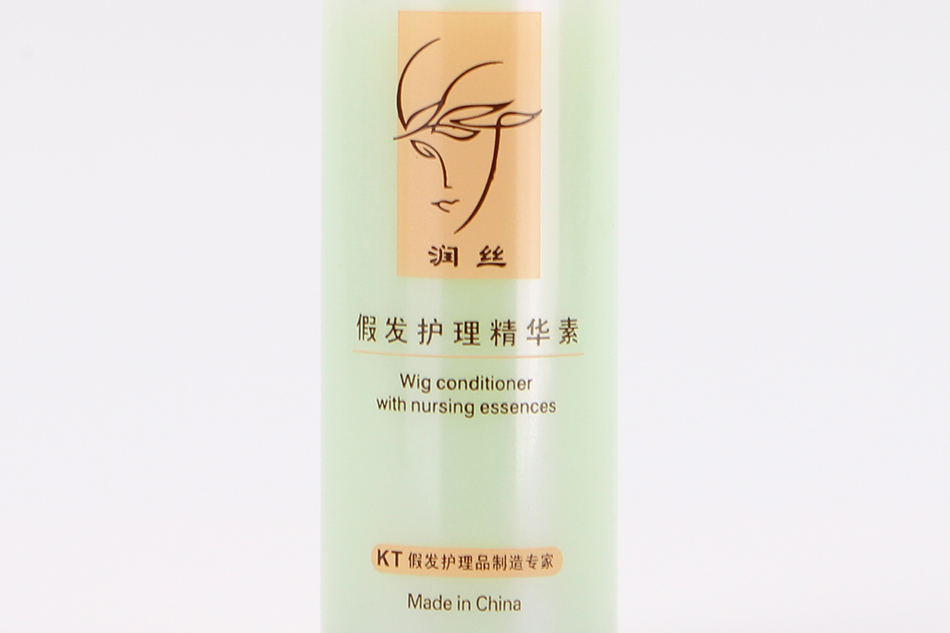 润丝
假发护理精华素
Wig conditioner
with nursing essences
KT 假发护理品制造专家
Made in China